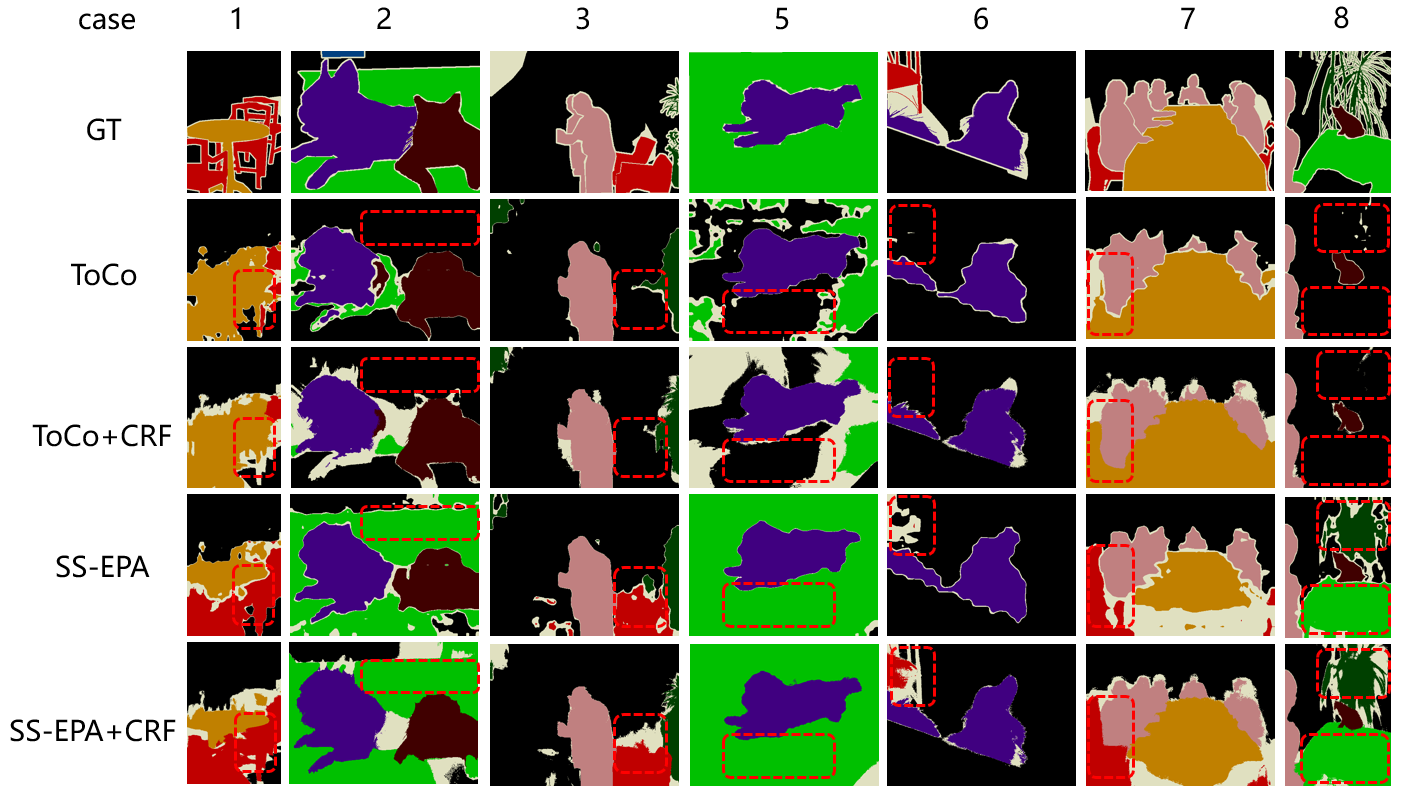 case 1 2 3 5 6 7 8
GT
ToCo
ToCo+CRF
SS-EPA
SS-EPA+CRF